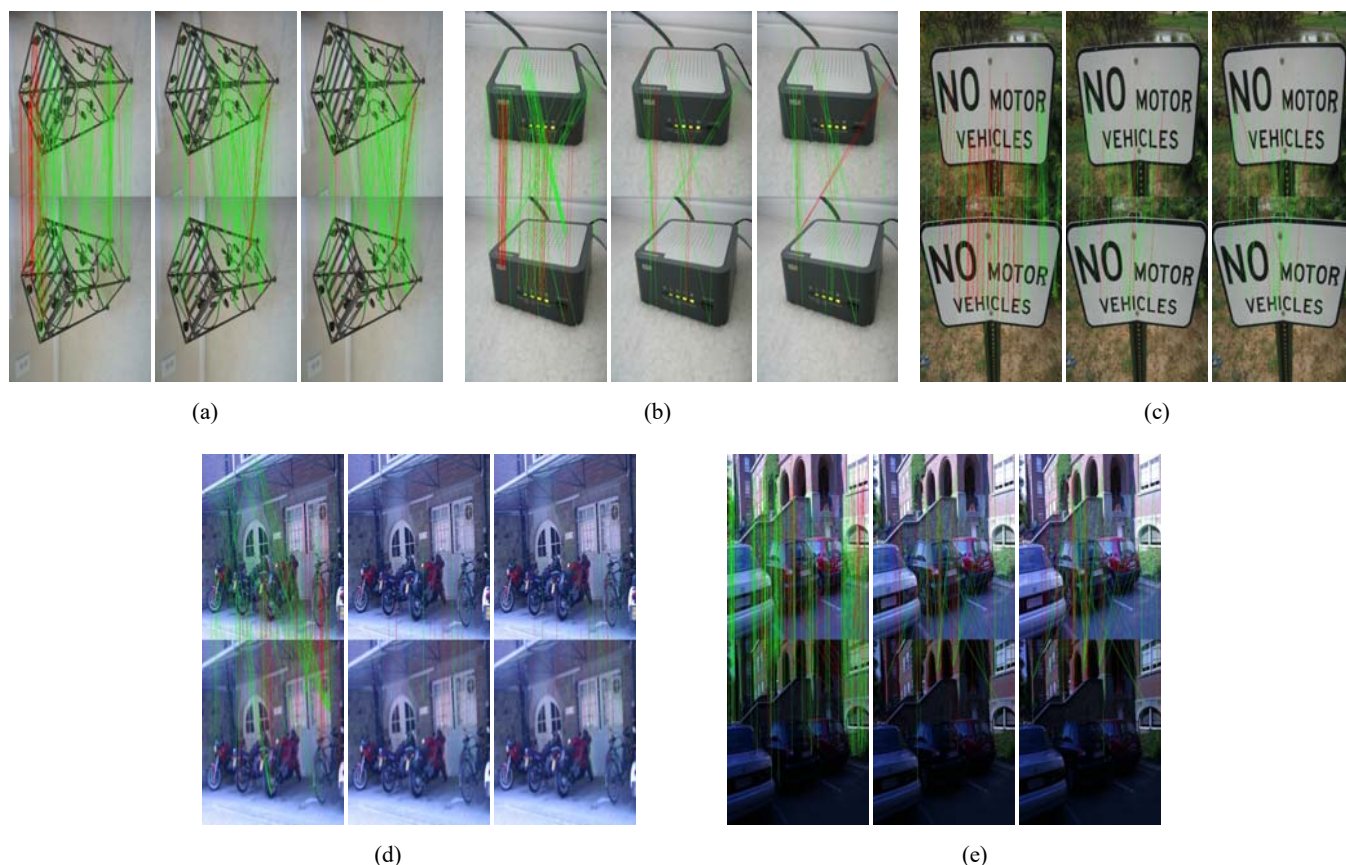 NO MOTOR
VEHICLES
NO MOTOR
VEHICLES
NO MOTOR
VEHICLES
NO MOTOR
VEHICLES
NO MOTOR
VEHICLES
NO MOTOR
VEHICLES
(a)
(b)
(c)
(d)
(e)